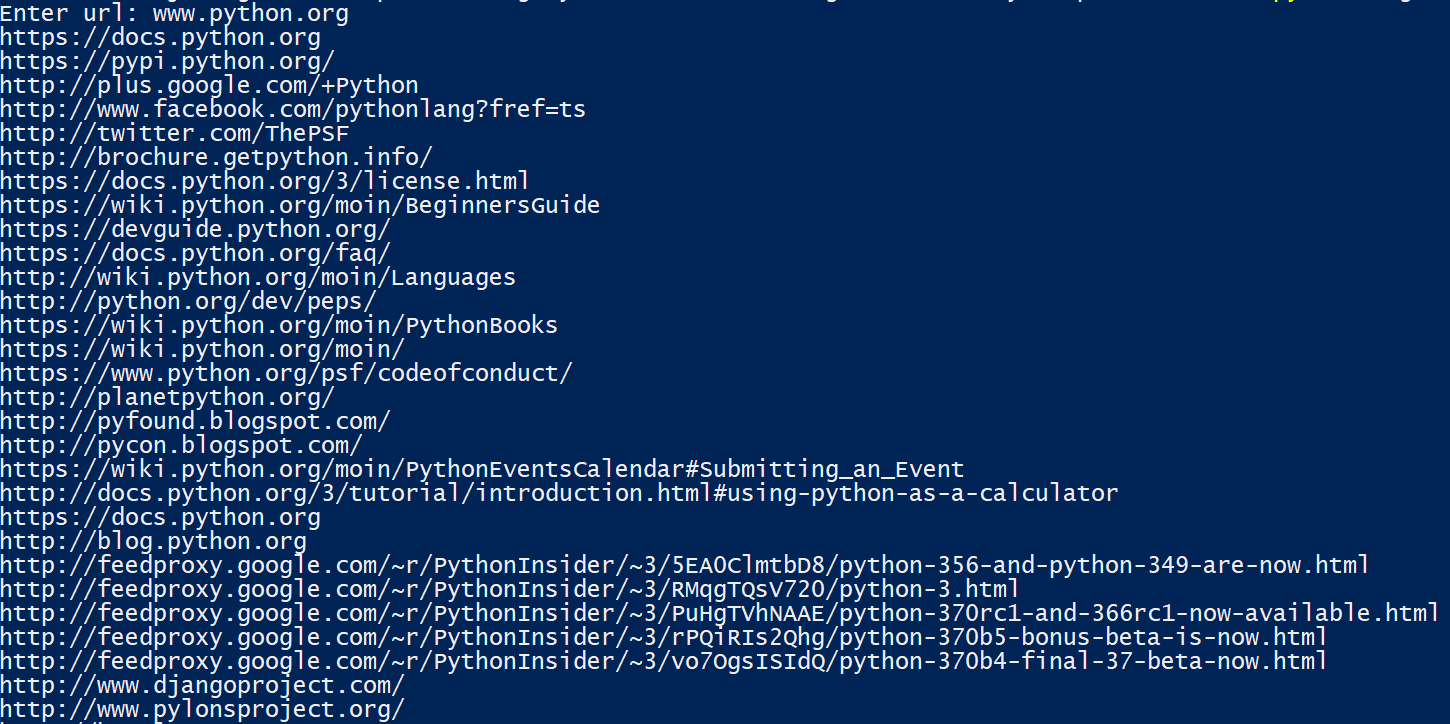 Enter url: www.python.org
https://docs.python.org
https://pypi.python.org/
http://plus.google.com/+Python
http://www.facebook.com/pythonlang?fref=ts
http://twitter.com/ThePSF
http://brochure.getpython.info/
https://docs.python.org/3/license.html
https://wiki.python.org/moin/BeginnersGuide
https://devguide.python.org/
https://docs.python.org/faq/
http://wiki.python.org/moin/Languages
http://python.org/dev/peps/
https://wiki.python.org/moin/PythonBooks
https://wiki.python.org/moin/
https://www.python.org/psf/codeofconduct/
http://planetpython.org/
http://pyfound.blogspot.com/
http://pycon.blogspot.com/
https://wiki.python.org/moin/PythonEventsCalendar#Submitting_an_Event
http://docs.python.org/3/tutorial/introduction.html#using-python-as-a-calculator
https://docs.python.org
http://blog.python.org
http://feedproxy.google.com/~r/PythonInsider/~3/5EA0ClmtbD8/python-356-and-python-349-are-now.html
http://feedproxy.google.com/~r/PythonInsider/~3/RMqgTQsV72O/python-3.html
http://feedproxy.google.com/~r/PythonInsider/~3/PuHgTVhNAAE/python-370rc1-and-366rc1-now-available.html
http://feedproxy.google.com/~r/PythonInsider/~3/rPQiRIs2Qhg/python-370b5-bonus-beta-is-now.html
http://feedproxy.google.com/~r/PythonInsider/~3/vo7OgsISIdQ/python-370b4-final-37-beta-now.html
http://www.djangoproject.com/
http://www.pylonsproject.org/